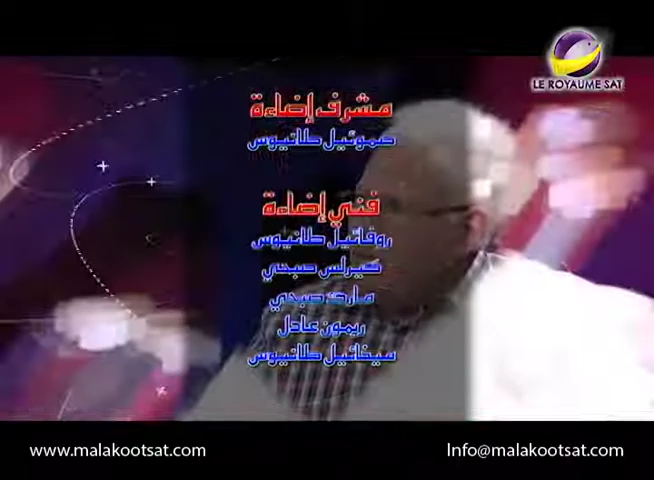 LE ROYAUME SAT
مشرف إضاءة
صموئيل طانيوس
فني إضاءة
روفائيل طانيوس
كيرلس صبحي
مارك صبحي
ريمون عادل
ميخائيل طانيوس
www.malakootsat.com
Info@malakootsat.com